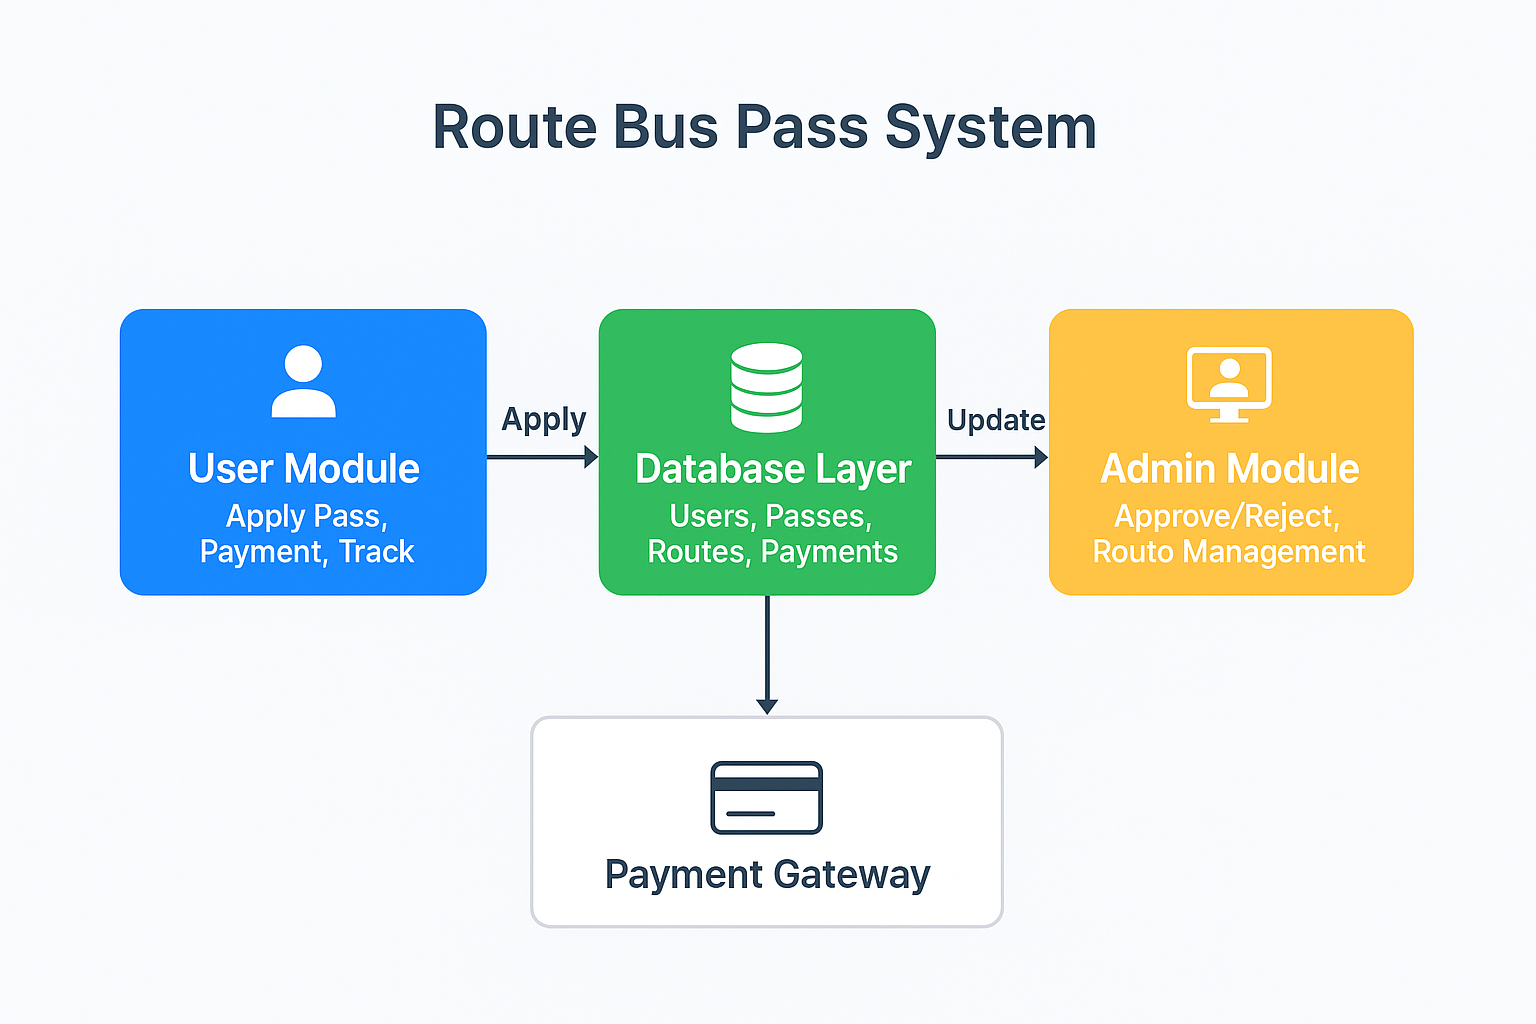 Route Bus Pass System
User Module
Apply Pass,
Payment, Track
Apply
Database Layer
Users, Passes,
Routes, Payments
Update
Admin Module
Approve/Reject,
Routo Management
Payment Gateway